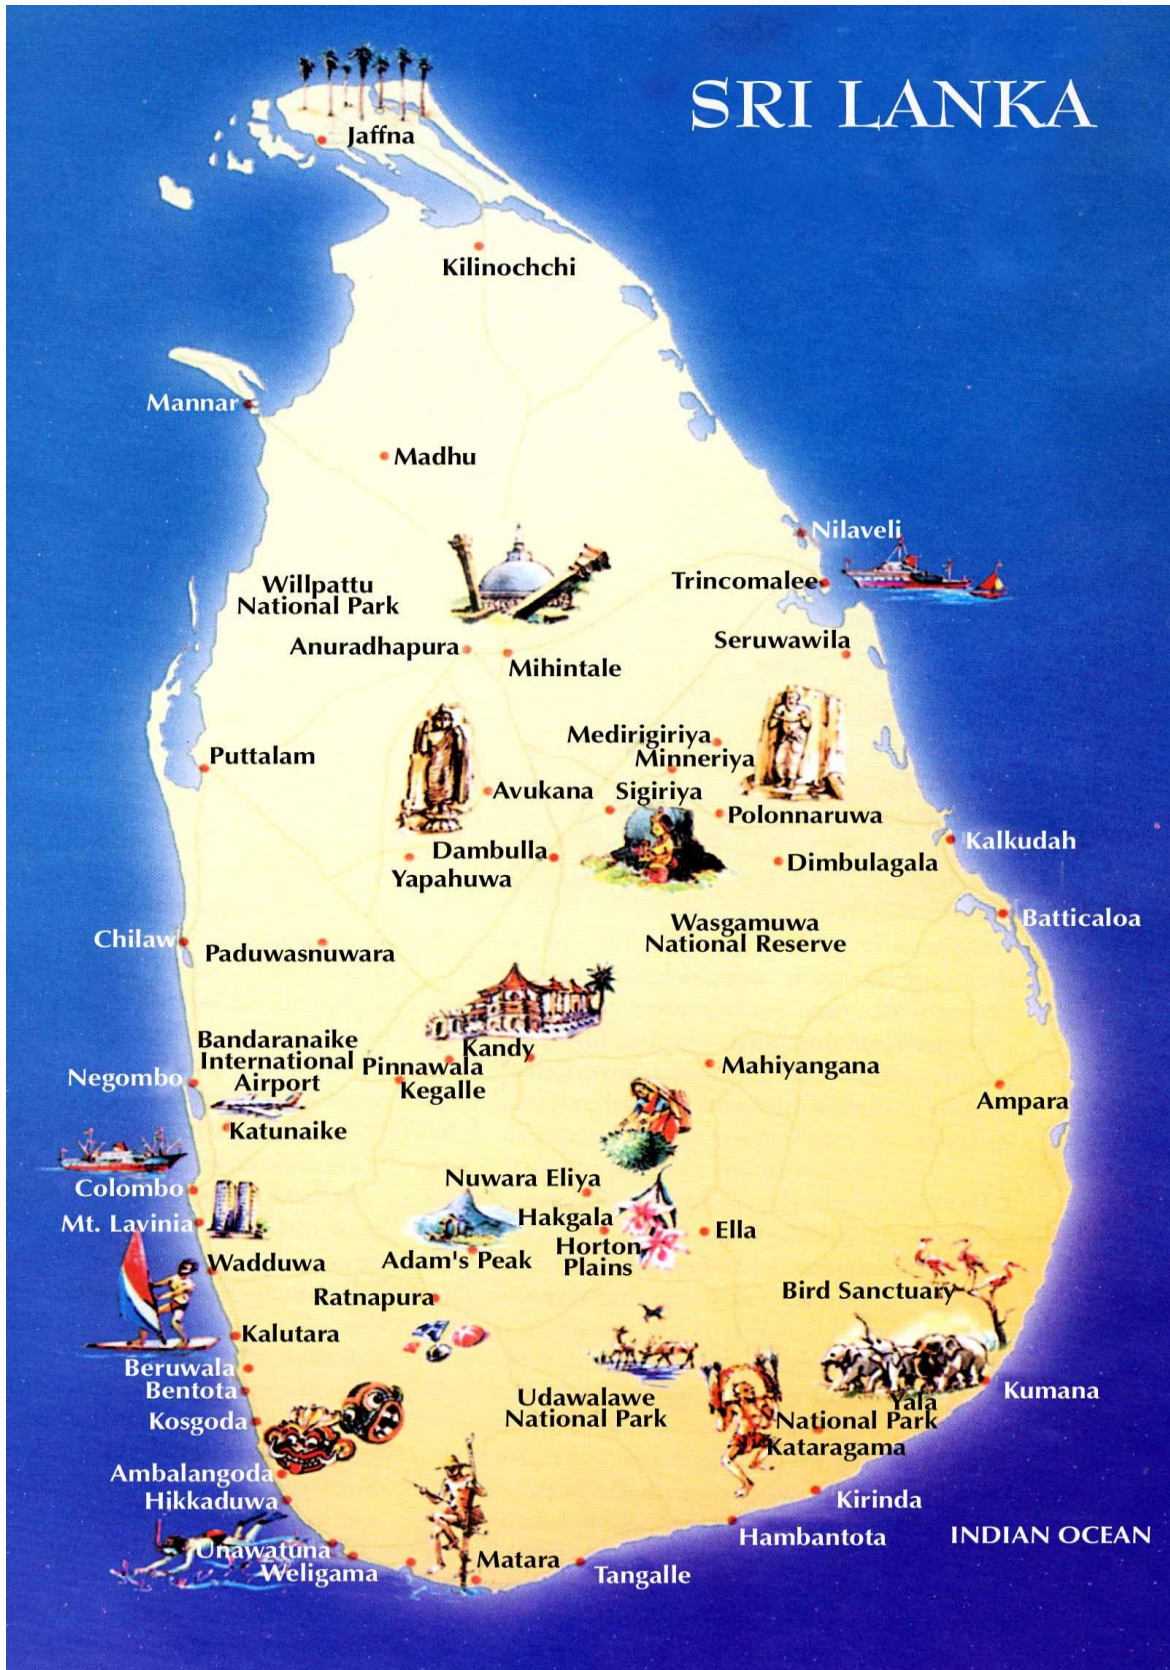 SRI LANKA
Jaffna
Kilinochchi
Mannar
Madhu
Nilaveli
Willpattu
National Park
Trincomalee
Anuradhapura
Mihintale
Seruwawila
Medirigiriya
Minneriya
Puttalam
Avukana
Sigiriya
Polonnaruwa
Kalkudah
Dambulla
Yapahuwa
Dimbulagala
Batticaloa
Wasgamuwa
National Reserve
Chilaw
Paduwasnuwara
Bandaranaike
International
Airport
Kandy
Pinnawala
Kegalle
Mahiyangana
Negombo
Ampara
Katunaike
Colombo
Nuwara Eliya
Mt. Lavinia
Hakgala
Ella
Horton
Plains
Wadduwa
Adam's Peak
Ratnapura
Bird Sanctuary
Kalutara
Beruwala
Bentota
Kosgoda
Udawalawe
National Park
Yala
National Park
Kumana
Kataragama
Ambalangoda
Hikkaduwa
Kirinda
Hambantota
INDIAN OCEAN
Unawatuna
Weligama
Matara
Tangalle